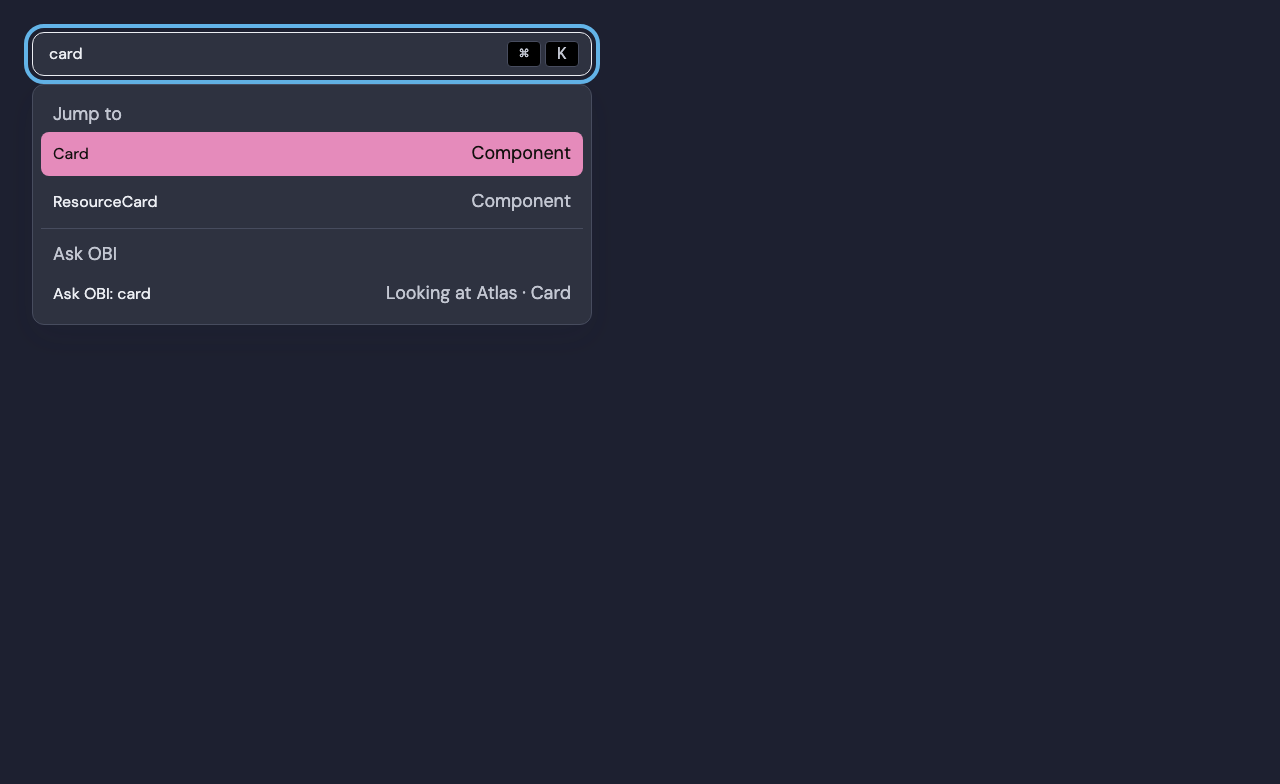 card ⌘ K
Jump to
Card Component
ResourceCard Component
Ask OBI
Ask OBI: card Looking at Atlas · Card